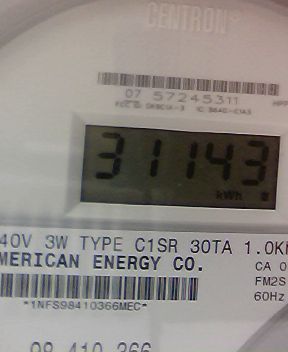 CENTRON®
07 57245311
31143
kWh
40V 3W TYPE C1SR 30TA 1.0K
MERICAN ENERGY CO.
CA 0
FM2S
60Hz
*1NFS98410366MEC*
98 410 366